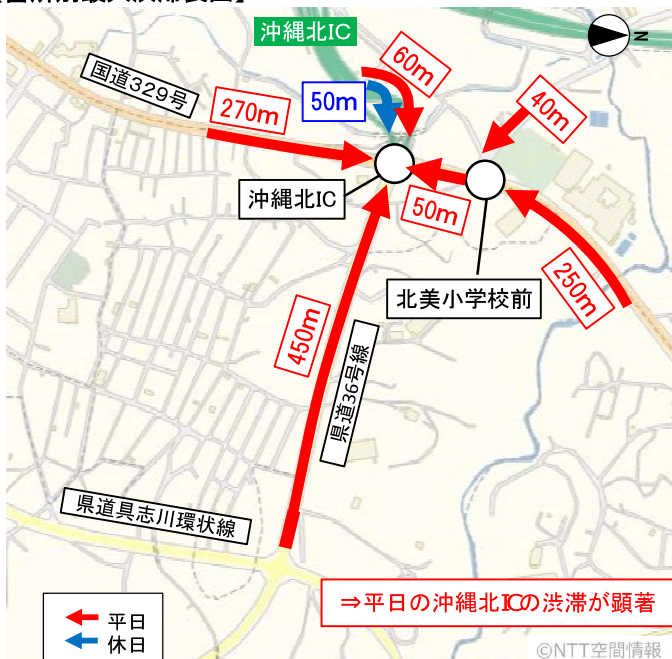 沖縄北IC
N
60m
国道329号
50m
40m
270m
沖縄北IC
50m
北美小学校前
250m
450m
県道36号線
県道具志川環状線
⇒平日の沖縄北ICの渋滞が顕著
平日
休日
©NTT空間情報